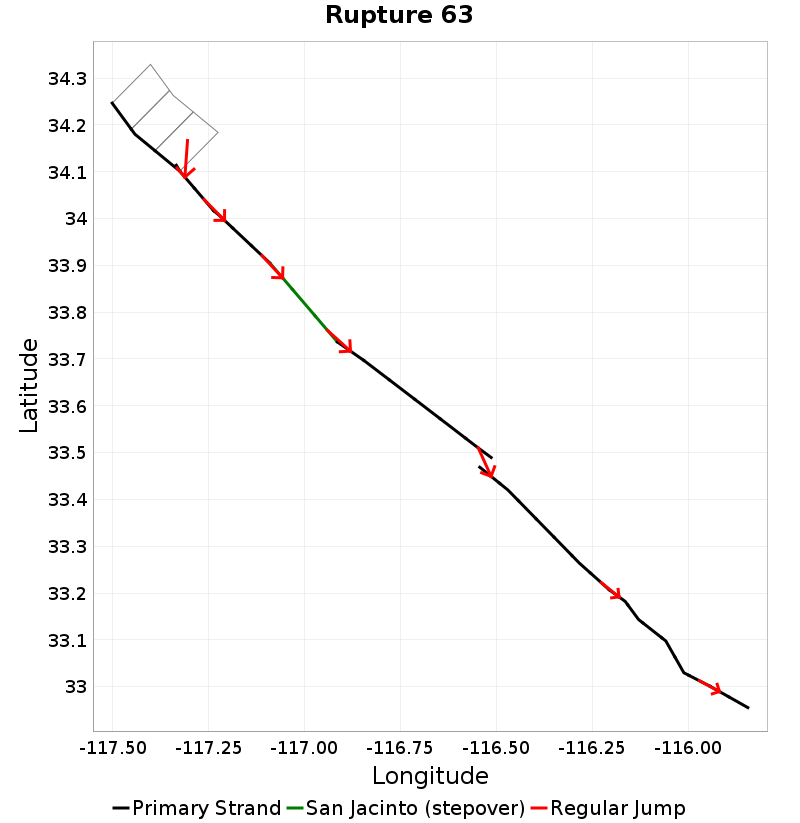 Rupture 63
34.3
34.2
34.1
34
33.9
33.8
33.7
33.6
33.5
33.4
33.3
33.2
33.1
33
Latitude
-117.50 -117.25 -117.00 -116.75 -116.50 -116.25 -116.00
Longitude
Primary Strand San Jacinto (stepover) Regular Jump